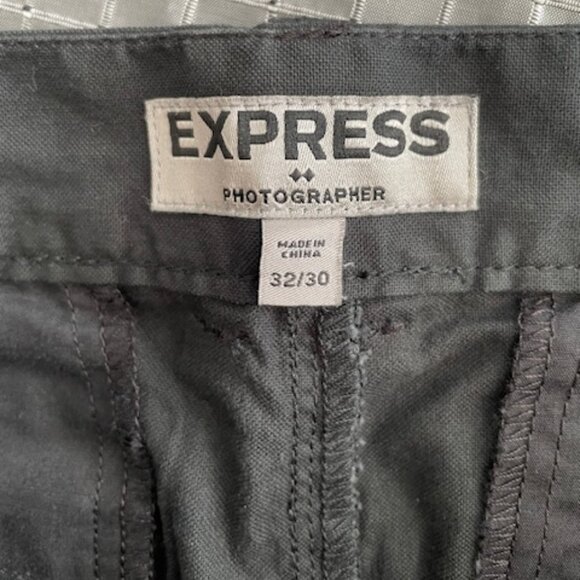 EXPRESS
PHOTOGRAPHER
MADE IN
CHINA
32/30